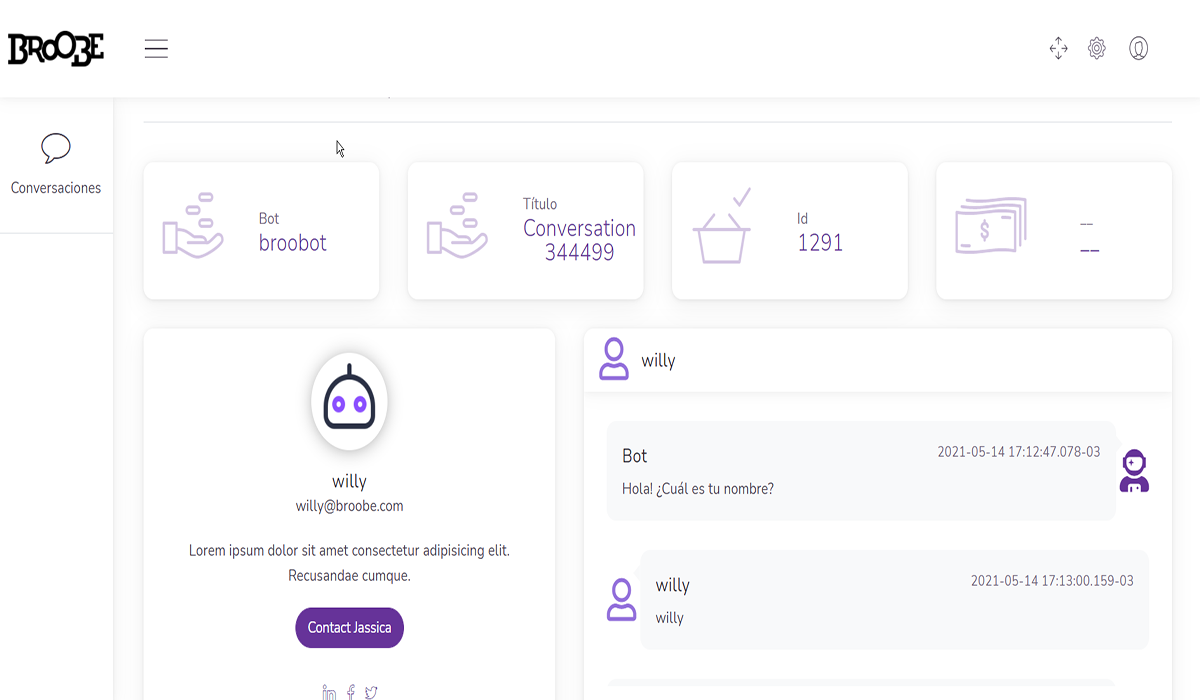 BROOBE
Conversaciones
Bot
broobot
Título
Conversation
344499
Id
1291
--
--
willy
willy@broobe.com
Lorem ipsum dolor sit amet consectetur adipisicing elit.
Recusandae cumque.
Contact Jassica
willy
Bot
2021-05-14 17:12:47.078-03
Hola! ¿Cuál es tu nombre?
willy
2021-05-14 17:13:00.159-03
willy